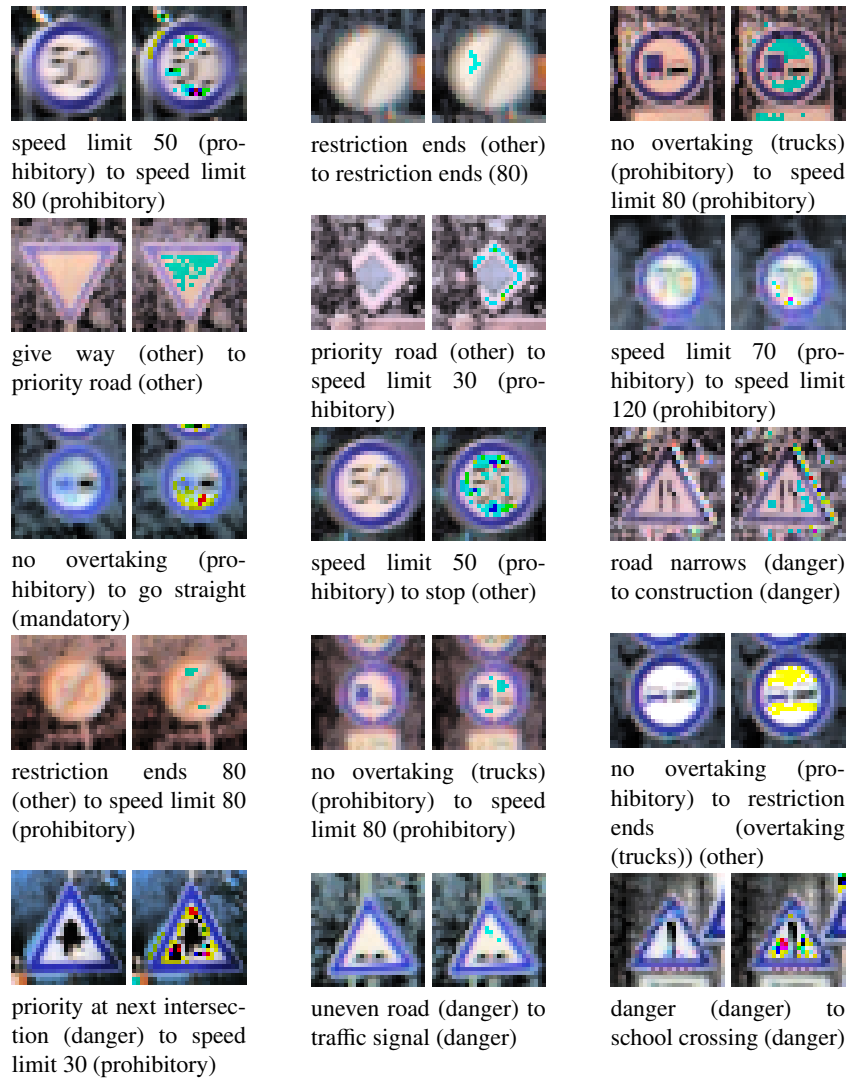 speed limit 50 (pro-
hibitory) to speed limit
80 (prohibitory)
restriction ends (other)
to restriction ends (80)
no overtaking (trucks)
(prohibitory) to speed
limit 80 (prohibitory)
give way (other) to
priority road (other)
priority road (other) to
speed limit 30 (pro-
hibitory)
speed limit 70 (pro-
hibitory) to speed limit
120 (prohibitory)
no overtaking (pro-
hibitory) to go straight
(mandatory)
50
speed limit 50 (pro-
hibitory) to stop (other)
road narrows (danger)
to construction (danger)
restriction ends 80
(other) to speed limit 80
(prohibitory)
no overtaking (trucks)
(prohibitory) to speed
limit 80 (prohibitory)
no overtaking (pro-
hibitory) to restriction
ends (overtaking
(trucks)) (other)
priority at next intersec-
tion (danger) to speed
limit 30 (prohibitory)
uneven road (danger) to
traffic signal (danger)
danger (danger) to
school crossing (danger)